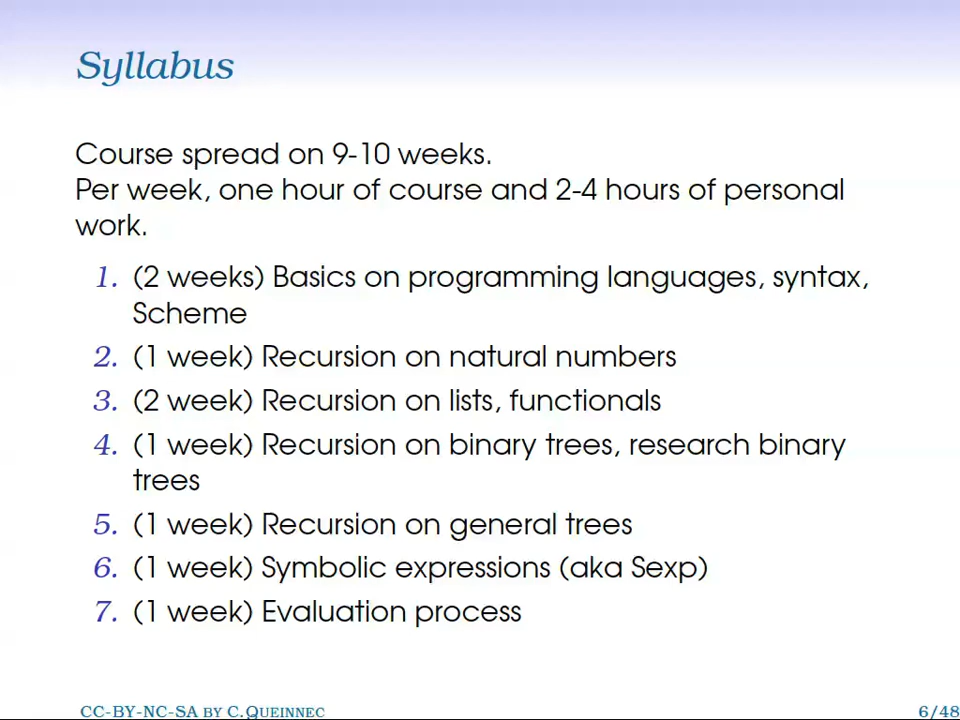 Syllabus
Course spread on 9-10 weeks.
Per week, one hour of course and 2-4 hours of personal
work.
1. (2 weeks) Basics on programming languages, syntax,
Scheme
2. (1 week) Recursion on natural numbers
3. (2 week) Recursion on lists, functionals
4. (1 week) Recursion on binary trees, research binary
trees
5. (1 week) Recursion on general trees
6. (1 week) Symbolic expressions (aka Sexp)
7. (1 week) Evaluation process
CC-BY-NC-SA BY C.QUEINNEC 6/48